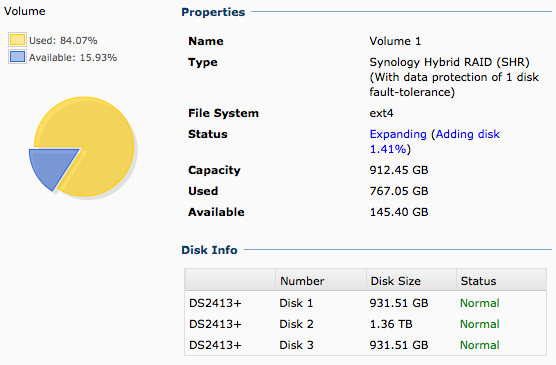 Volume
Used: 84.07%
Available: 15.93%
Properties
Name Volume 1
Type Synology Hybrid RAID (SHR)
(With data protection of 1 disk
fault-tolerance)
File System ext4
Status Expanding (Adding disk
1.41%)
Capacity 912.45 GB
Used 767.05 GB
Available 145.40 GB
Disk Info
Number Disk Size Status
DS2413+ Disk 1 931.51 GB Normal
DS2413+ Disk 2 1.36 TB Normal
DS2413+ Disk 3 931.51 GB Normal